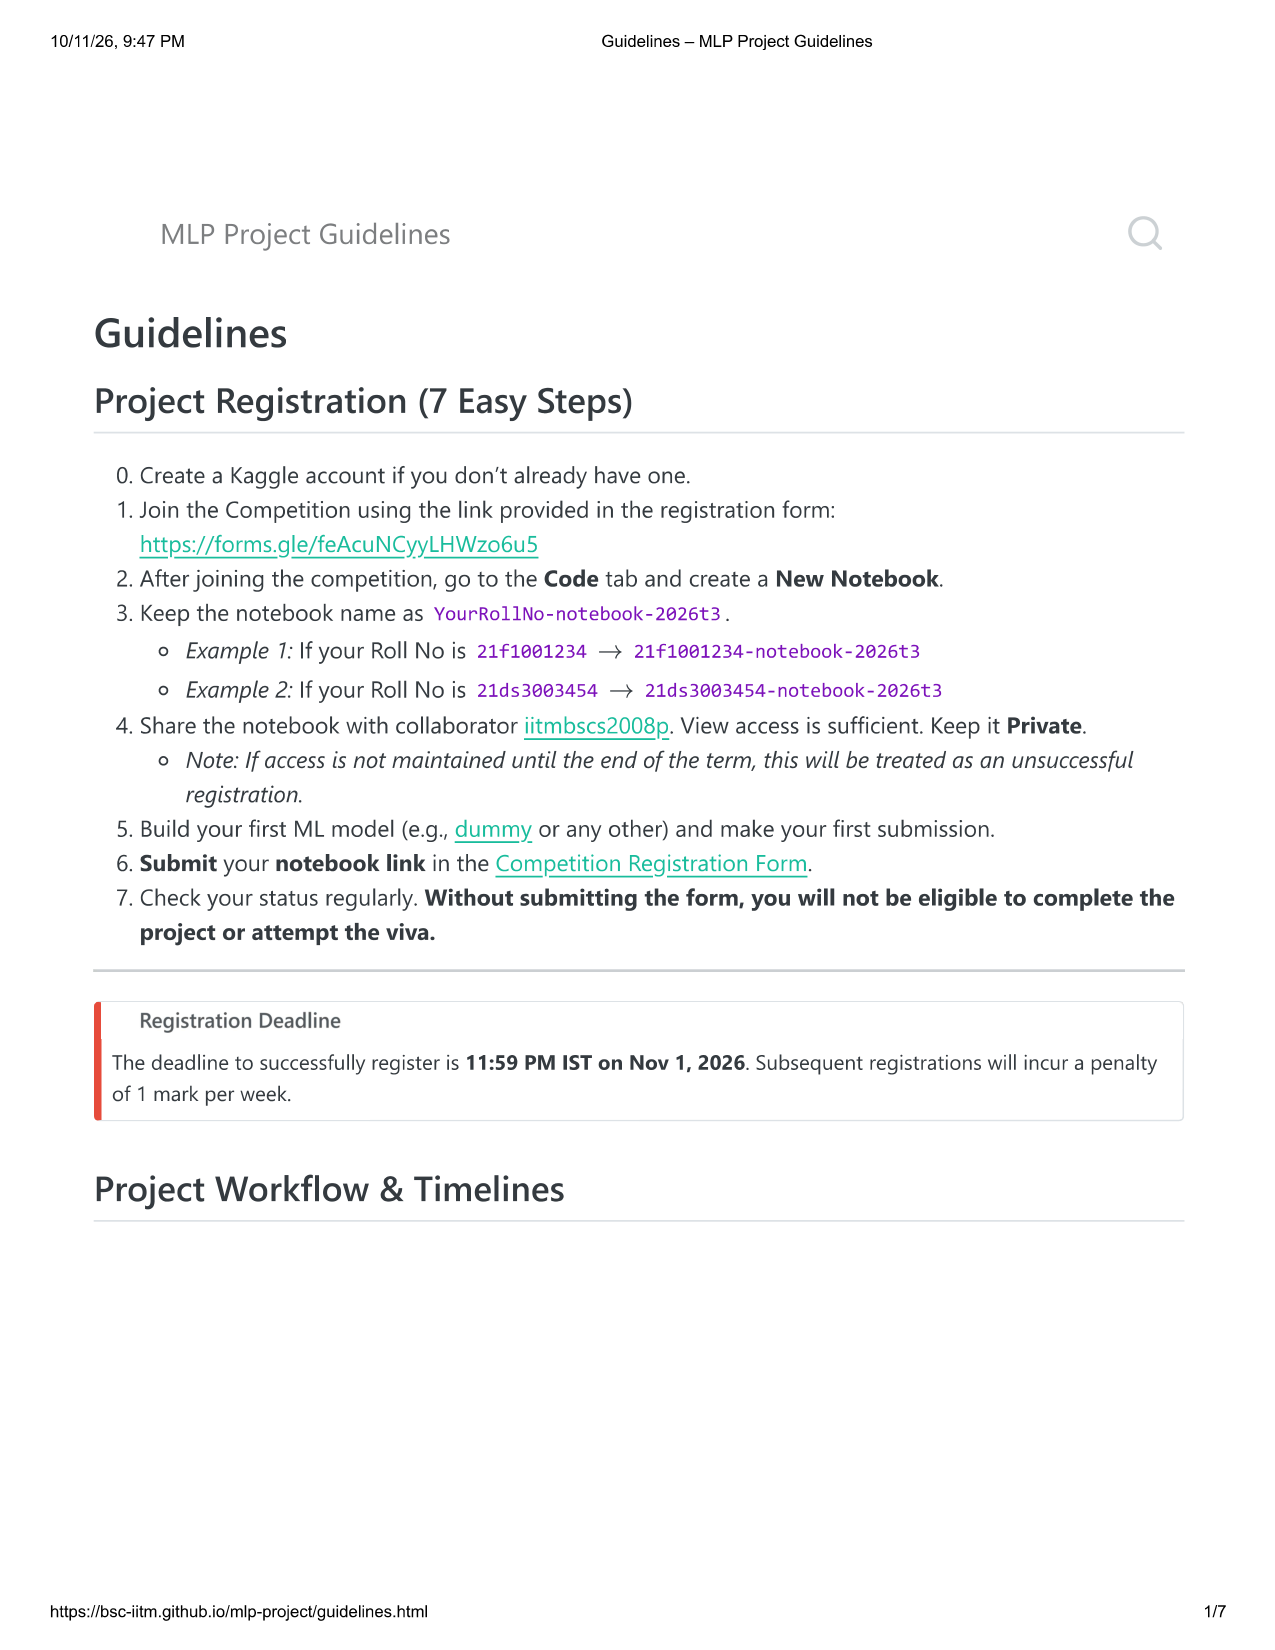 10/11/26, 9:47 PM
Guidelines – MLP Project Guidelines
MLP Project Guidelines
Guidelines
Project Registration (7 Easy Steps)
0. Create a Kaggle account if you don’t already have one.
1. Join the Competition using the link provided in the registration form:
https://forms.gle/feAcuNCyyLHWzo6u5
2. After joining the competition, go to the Code tab and create a New Notebook.
3. Keep the notebook name as YourRollNo-notebook-2026t3.
Example 1: If your Roll No is 21f1001234 → 21f1001234-notebook-2026t3
Example 2: If your Roll No is 21ds3003454 → 21ds3003454-notebook-2026t3
4. Share the notebook with collaborator iitmbscs2008p. View access is sufficient. Keep it Private.
Note: If access is not maintained until the end of the term, this will be treated as an unsuccessful
registration.
5. Build your first ML model (e.g., dummy or any other) and make your first submission.
6. Submit your notebook link in the Competition Registration Form.
7. Check your status regularly. Without submitting the form, you will not be eligible to complete the
project or attempt the viva.
Registration Deadline
The deadline to successfully register is 11:59 PM IST on Nov 1, 2026. Subsequent registrations will incur a penalty
of 1 mark per week.
Project Workflow & Timelines
https://bsc-iitm.github.io/mlp-project/guidelines.html
1/7